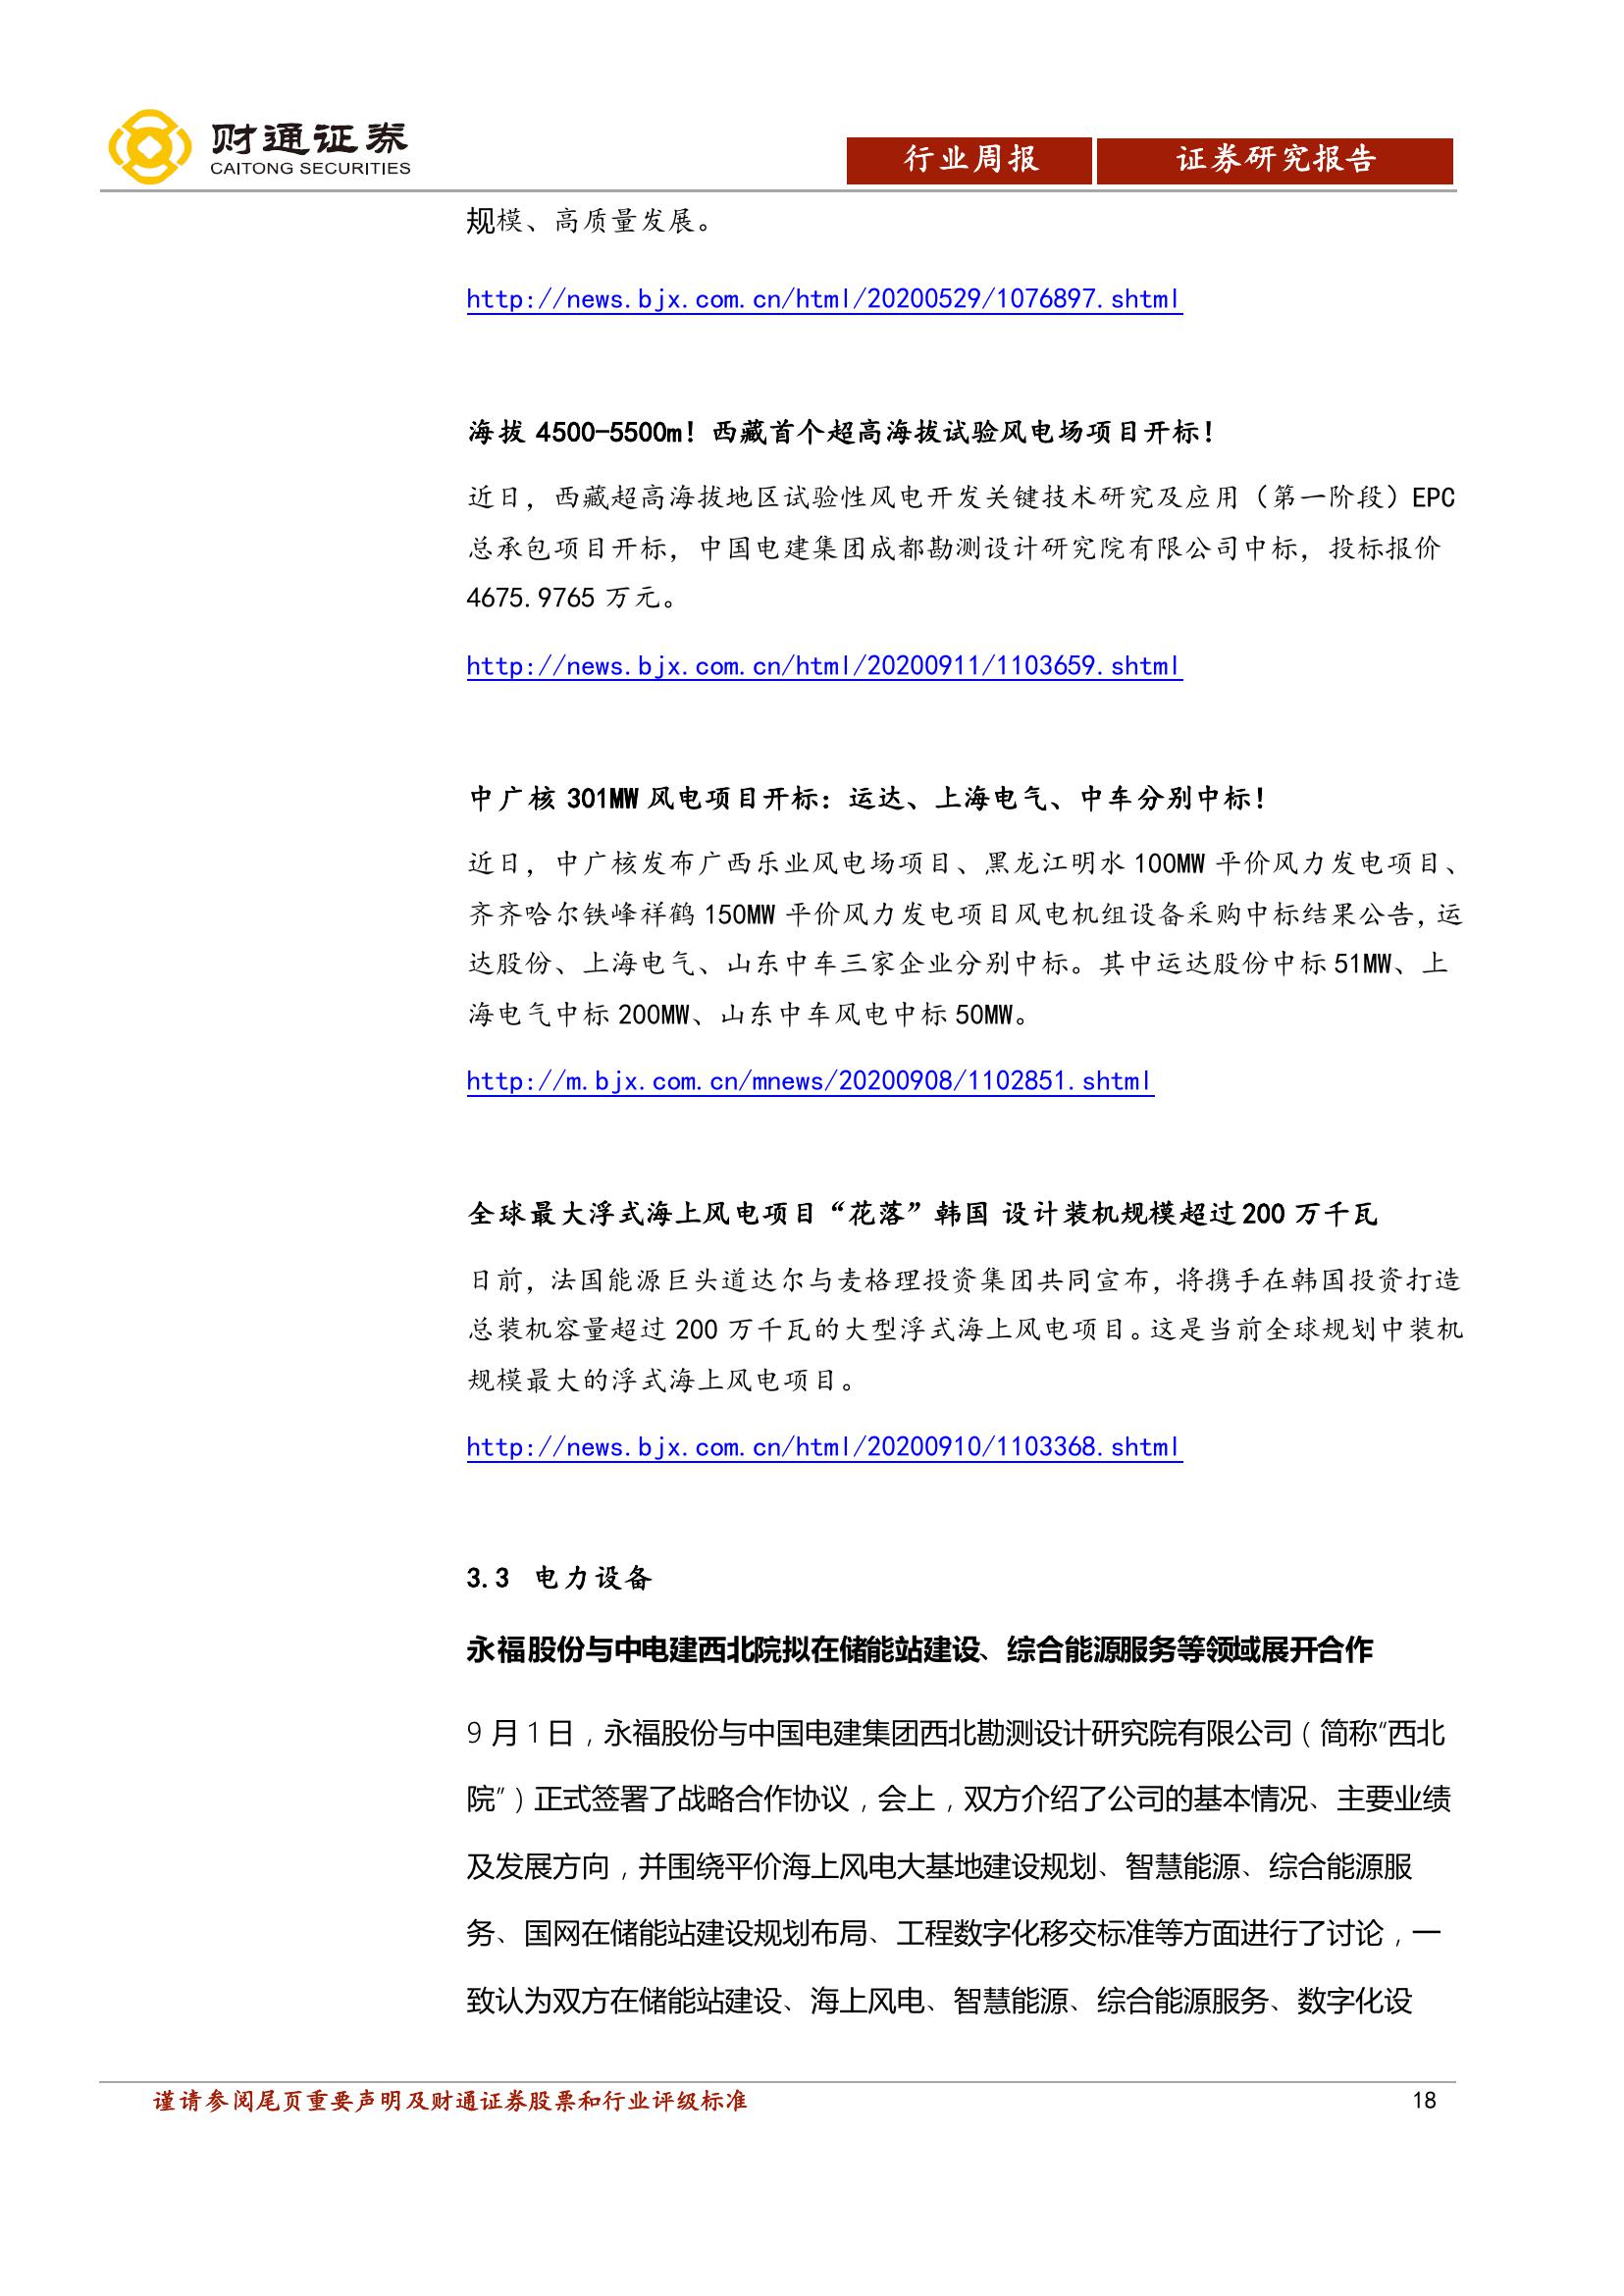 财通证券
CAITONG SECURITIES
行业周报
证券研究报告
规模、高质量发展。
http://news.bjx.com.cn/html/20200529/1076897.shtml
海拔 4500-5500m！西藏首个超高海拔试验风电场项目开标！
近日，西藏超高海拔地区试验性风电开发关键技术研究及应用（第一阶段）EPC
总承包项目开标，中国电建集团成都勘测设计研究院有限公司中标，投标报价
4675.9765 万元。
http://news.bjx.com.cn/html/20200911/1103659.shtml
中广核 301MW 风电项目开标：运达、上海电气、中车分别中标！
近日，中广核发布广西乐业风电场项目、黑龙江明水 100MW 平价风力发电项目、
齐齐哈尔铁峰祥鹤 150MW 平价风力发电项目风电机组设备采购中标结果公告，运
达股份、上海电气、山东中车三家企业分别中标。其中运达股份中标 51MW、上
海电气中标 200MW、山东中车风电中标 50MW。
http://m.bjx.com.cn/mnews/20200908/1102851.shtml
全球最大浮式海上风电项目“花落”韩国 设计装机规模超过 200 万千瓦
日前，法国能源巨头道达尔与麦格理投资集团共同宣布，将携手在韩国投资打造
总装机容量超过 200 万千瓦的大型浮式海上风电项目。这是当前全球规划中装机
规模最大的浮式海上风电项目。
http://news.bjx.com.cn/html/20200910/1103368.shtml
3.3 电力设备
永福股份与中电建西北院拟在储能站建设、综合能源服务等领域展开合作
9 月 1 日，永福股份与中国电建集团西北勘测设计研究院有限公司（简称“西北
院”）正式签署了战略合作协议，会上，双方介绍了公司的基本情况、主要业绩
及发展方向，并围绕平价海上风电大基地建设规划、智慧能源、综合能源服
务、国网在储能站建设规划布局、工程数字化移交标准等方面进行了讨论，一
致认为双方在储能站建设、海上风电、智慧能源、综合能源服务、数字化设
谨请参阅尾页重要声明及财通证券股票和行业评级标准
18